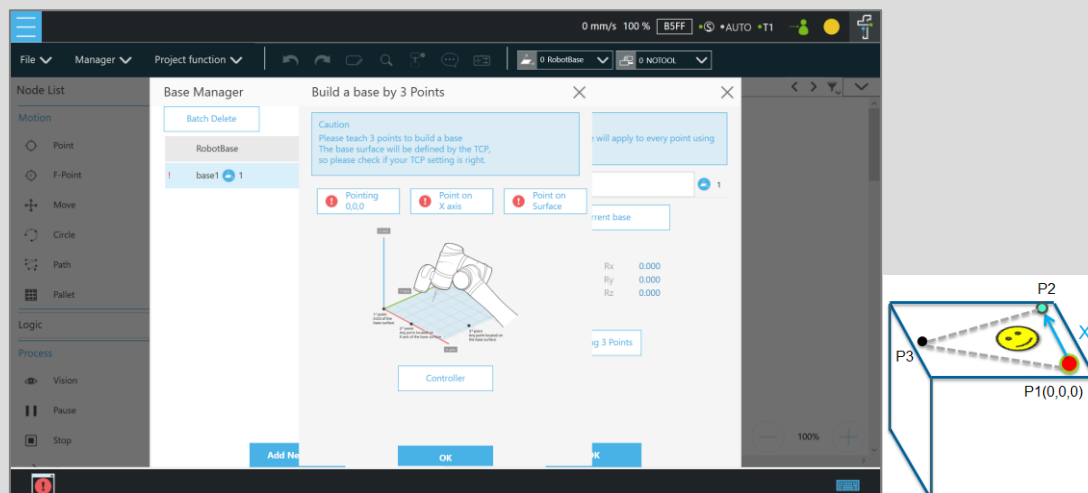 0 mm/s 100 % B5FF •Ⓢ •AUTO •T1
File Manager Project function 0 RobotBase 0 NOTOOL
Node List
Motion
Point
F-Point
Move
Circle
Path
Pallet
Logic
Process
Vision
Pause
Stop
Base Manager
Batch Delete
RobotBase
! base1 1
Add Ne
Build a base by 3 Points
Caution
Please teach 3 points to build a base
The base surface will be defined by the TCP,
so please check if your TCP setting is right.
Pointing
0,0,0
Point on
X axis
Point on
Surface
Controller
OK
e will apply to every point using
1
rrent base
Rx 0.000
Ry 0.000
Rz 0.000
ng 3 Points
K
100%
P2
X
P3
P1(0,0,0)